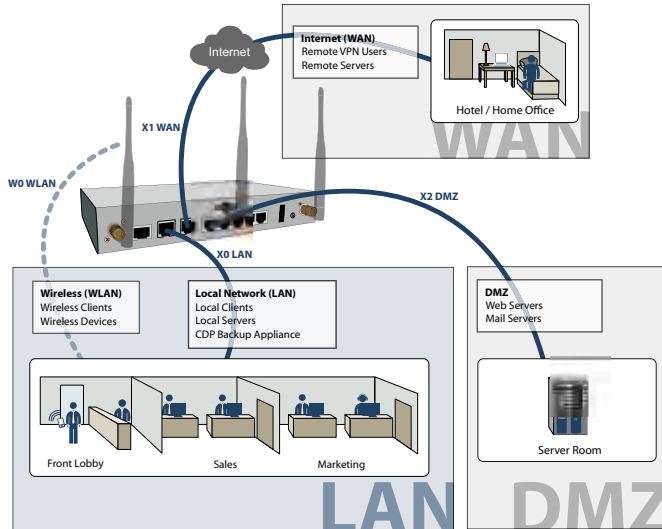 Internet
Internet (WAN)
Remote VPN Users
Remote Servers
Hotel / Home Office
WAN
X1 WAN
W0 WLAN
X2 DMZ
X0 LAN
Wireless (WLAN)
Wireless Clients
Wireless Devices
Local Network (LAN)
Local Clients
Local Servers
CDP Backup Appliance
DMZ
Web Servers
Mail Servers
Front Lobby
Sales
Marketing
Server Room
LAN
DMZ